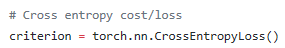 # Cross entropy cost/loss
criterion = torch.nn.CrossEntropyLoss()